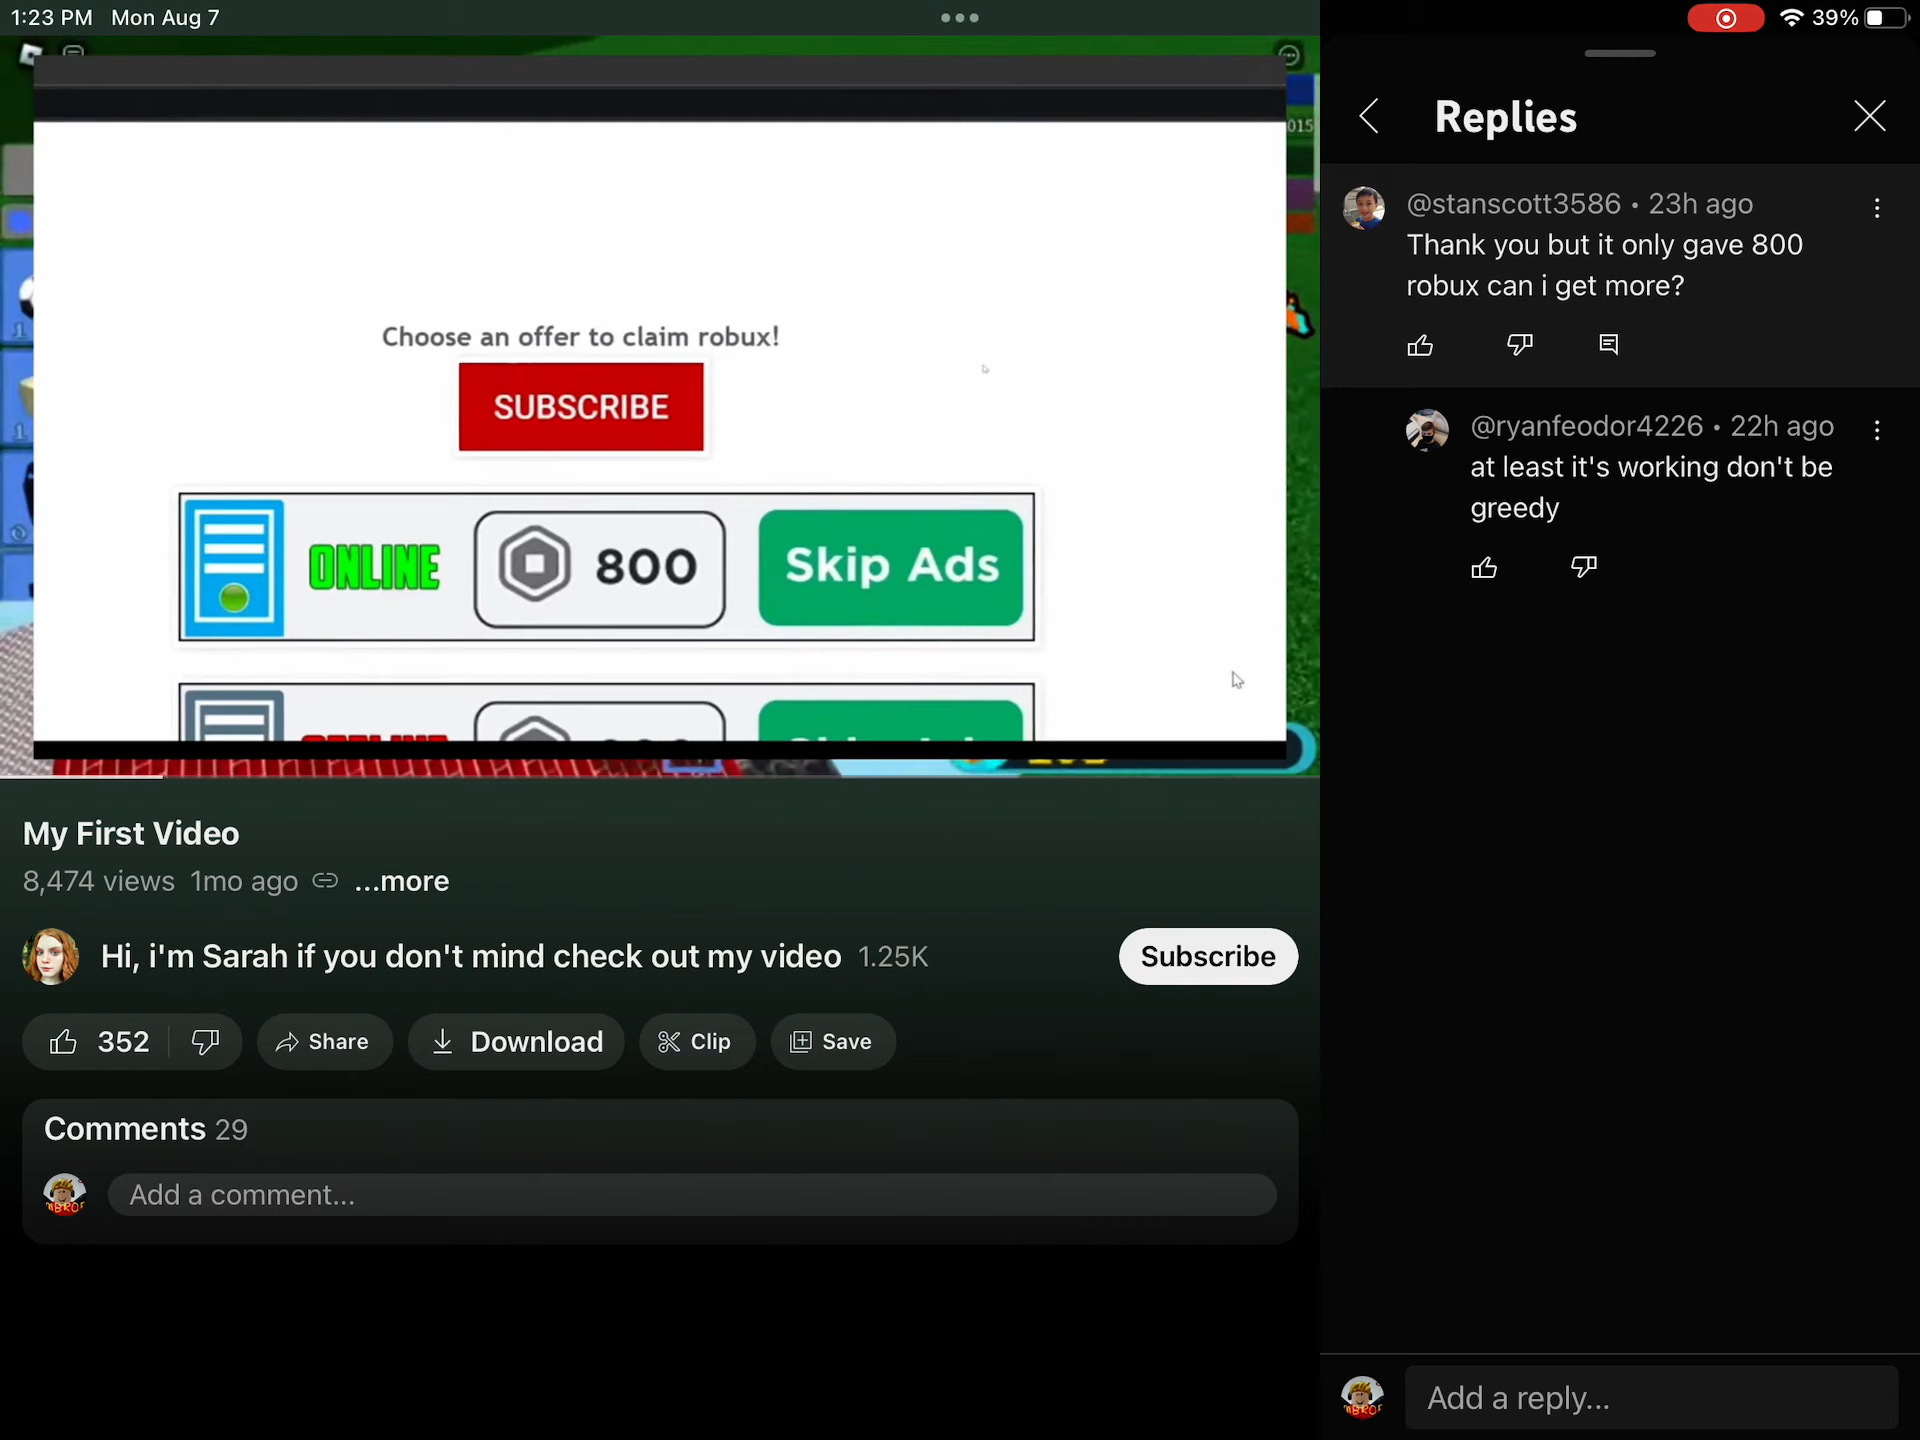 1:23 PM Mon Aug 7
39%
015
Choose an offer to claim robux!
SUBSCRIBE
ONLINE
800
Skip Ads
My First Video
8,474 views 1mo ago ...more
Hi, i'm Sarah if you don't mind check out my video 1.25K
Subscribe
352
Share
Download
Clip
Save
Comments 29
Add a comment...
Replies
@stanscott3586 • 23h ago
Thank you but it only gave 800
robux can i get more?
@ryanfeodor4226 • 22h ago
at least it's working don't be
greedy
Add a reply...